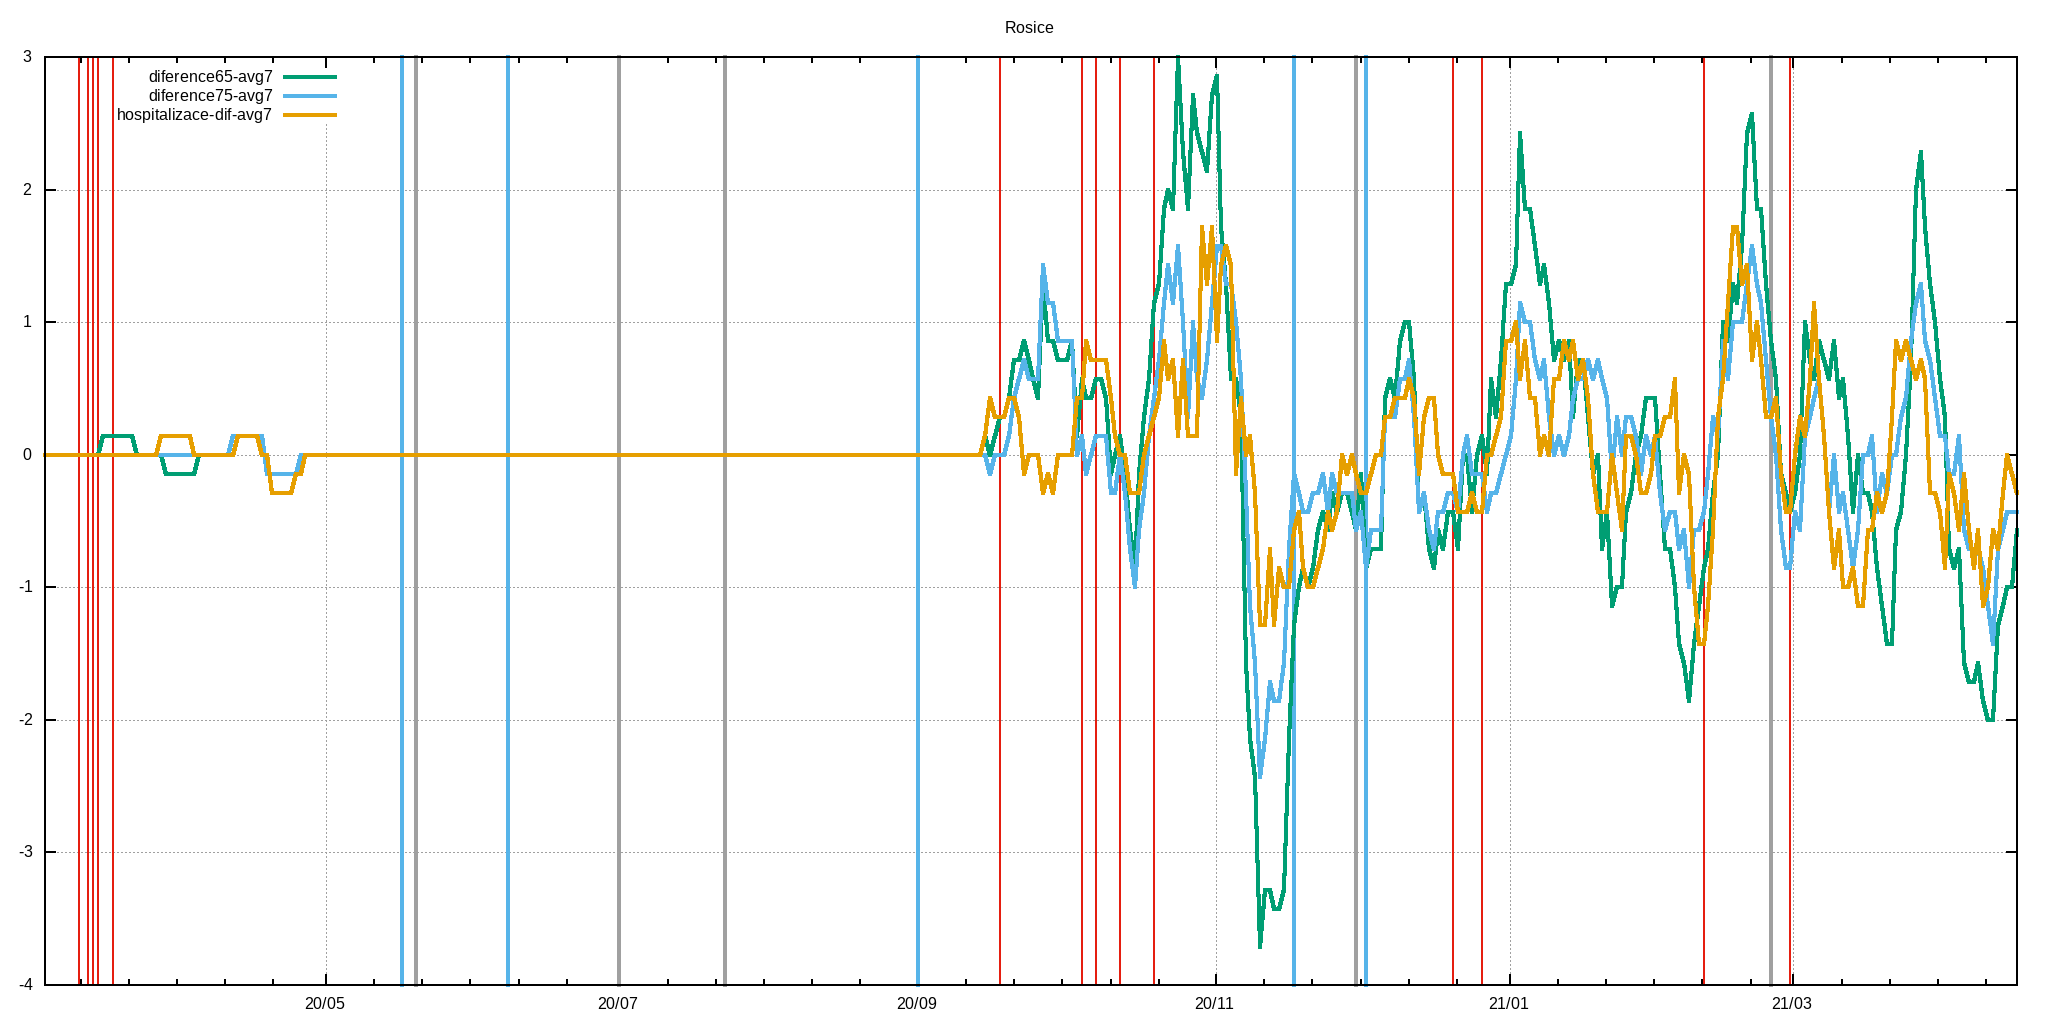 Rosice
3
diference65-avg7
diference75-avg7
hospitalizace-dif-avg7
2
1
0
-1
-2
-3
-4
20/05 20/07 20/09 20/11 21/01 21/03